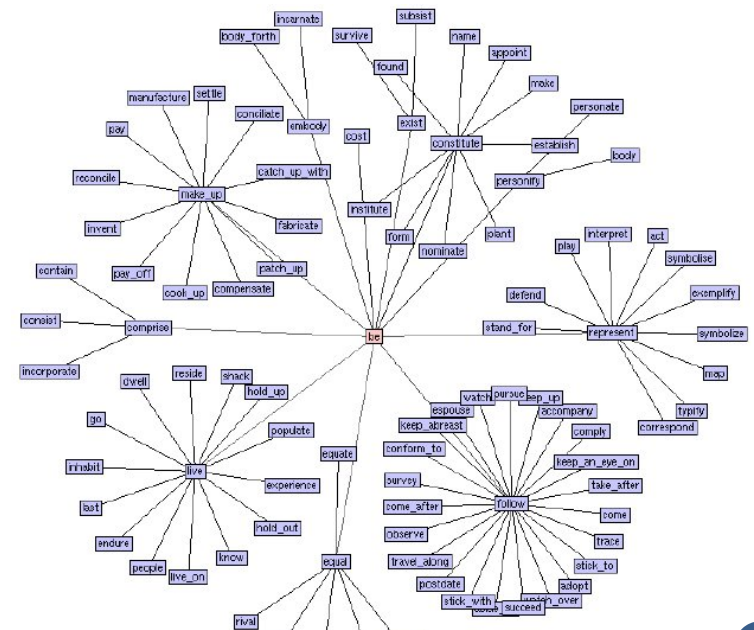 subsist
incarnate
survive
name
body_forth
appoint
found
make
settle
manufacture
personate
conciliate
exist
embody
pay
cost
constitute
establish
body
catch_up_with
reconcile
personify
make_up
institute
fabricate
invent
form
plant
nominate
interpret
act
play
symbolise
contain
pay_off
patch_up
cook_up
compensate
exemplify
defend
consist
comprise
stand_for
represent
symbolize
be
incorporate
reside
shack
map
dwell
hold_up
pursue
watch
typify
espouse
accompany
go
keep_abreast
correspond
populate
comply
conform_to
equate
keep_an_eye_on
inhabit
live
survey
experience
take_after
last
come_after
follow
come
hold_out
observe
endure
trace
know
travel_along
equal
stick_to
people
live_on
postdate
adopt
stick_with
succeed
rival